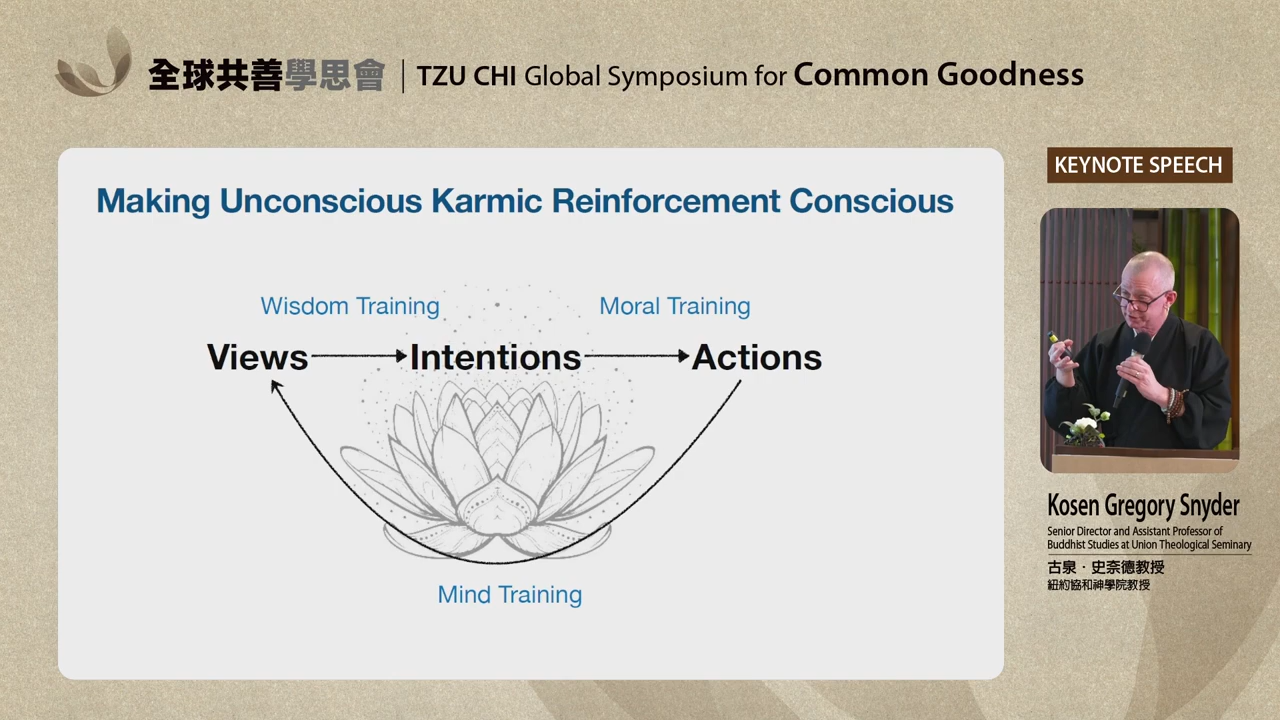 全球共善學思會 | TZU CHI Global Symposium for Common Goodness
Making Unconscious Karmic Reinforcement Conscious
Wisdom Training
Moral Training
Views
Intentions
Actions
Mind Training
KEYNOTE SPEECH
Kosen Gregory Snyder
Senior Director and Assistant Professor of
Buddhist Studies at Union Theological Seminary
古泉・史奈德教授
紐約協和神學院教授